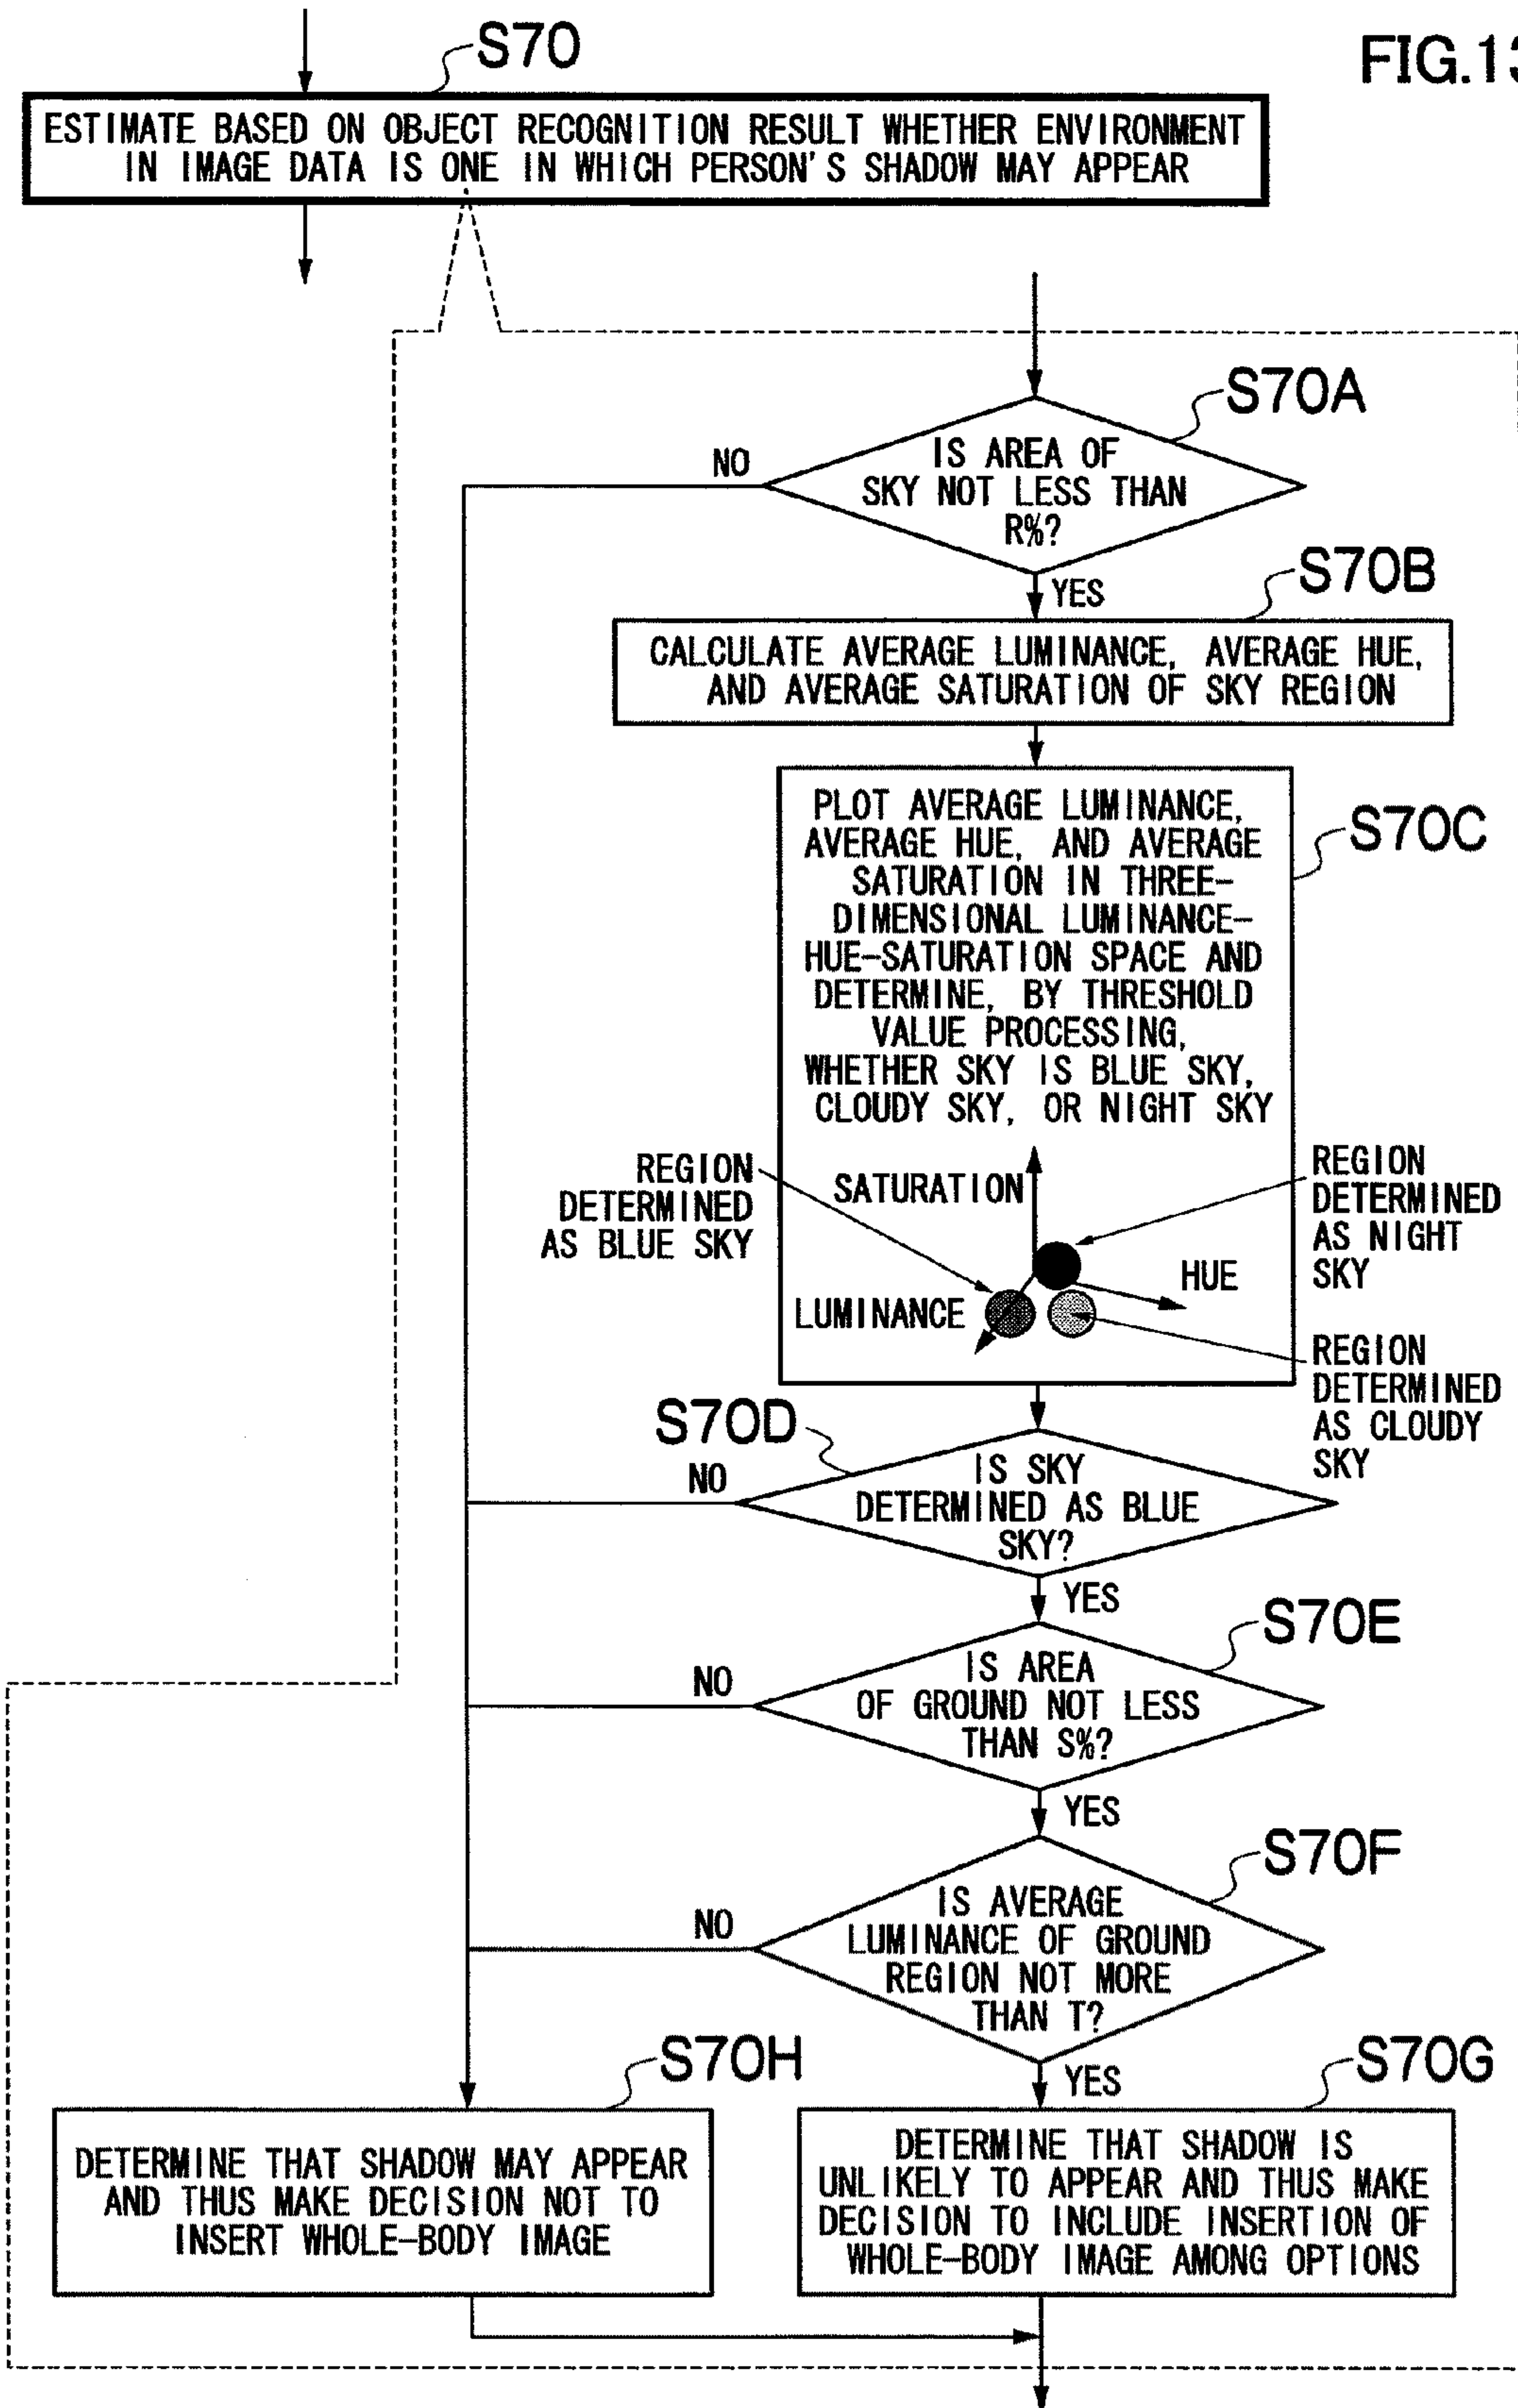 FIG.13
S70
ESTIMATE BASED ON OBJECT RECOGNITION RESULT WHETHER ENVIRONMENT
IN IMAGE DATA IS ONE IN WHICH PERSON'S SHADOW MAY APPEAR
S70A
IS AREA OF
SKY NOT LESS THAN
R%?
NO
YES
S70B
CALCULATE AVERAGE LUMINANCE, AVERAGE HUE,
AND AVERAGE SATURATION OF SKY REGION
S70C
PLOT AVERAGE LUMINANCE,
AVERAGE HUE, AND AVERAGE
SATURATION IN THREE-
DIMENSIONAL LUMINANCE-
HUE-SATURATION SPACE AND
DETERMINE, BY THRESHOLD
VALUE PROCESSING,
WHETHER SKY IS BLUE SKY,
CLOUDY SKY, OR NIGHT SKY
REGION
DETERMINED
AS BLUE SKY
SATURATION
HUE
LUMINANCE
REGION
DETERMINED
AS NIGHT
SKY
REGION
DETERMINED
AS CLOUDY
SKY
S70D
NO
IS SKY
DETERMINED AS BLUE
SKY?
YES
S70E
NO
IS AREA
OF GROUND NOT LESS
THAN S%?
YES
S70F
NO
IS AVERAGE
LUMINANCE OF GROUND
REGION NOT MORE
THAN T?
YES
S70H
DETERMINE THAT SHADOW MAY APPEAR
AND THUS MAKE DECISION NOT TO
INSERT WHOLE-BODY IMAGE
S70G
DETERMINE THAT SHADOW IS
UNLIKELY TO APPEAR AND THUS MAKE
DECISION TO INCLUDE INSERTION OF
WHOLE-BODY IMAGE AMONG OPTIONS